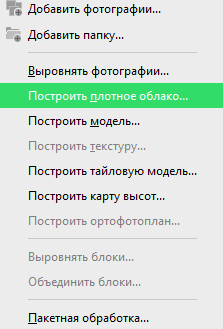 Добавить фотографии...
Добавить папку...
Выровнять фотографии...
Построить плотное облако...
Построить модель...
Построить текстуру...
Построить тайловую модель...
Построить карту высот...
Построить ортофотоплан...
Выровнять блоки...
Объединить блоки...
Пакетная обработка...